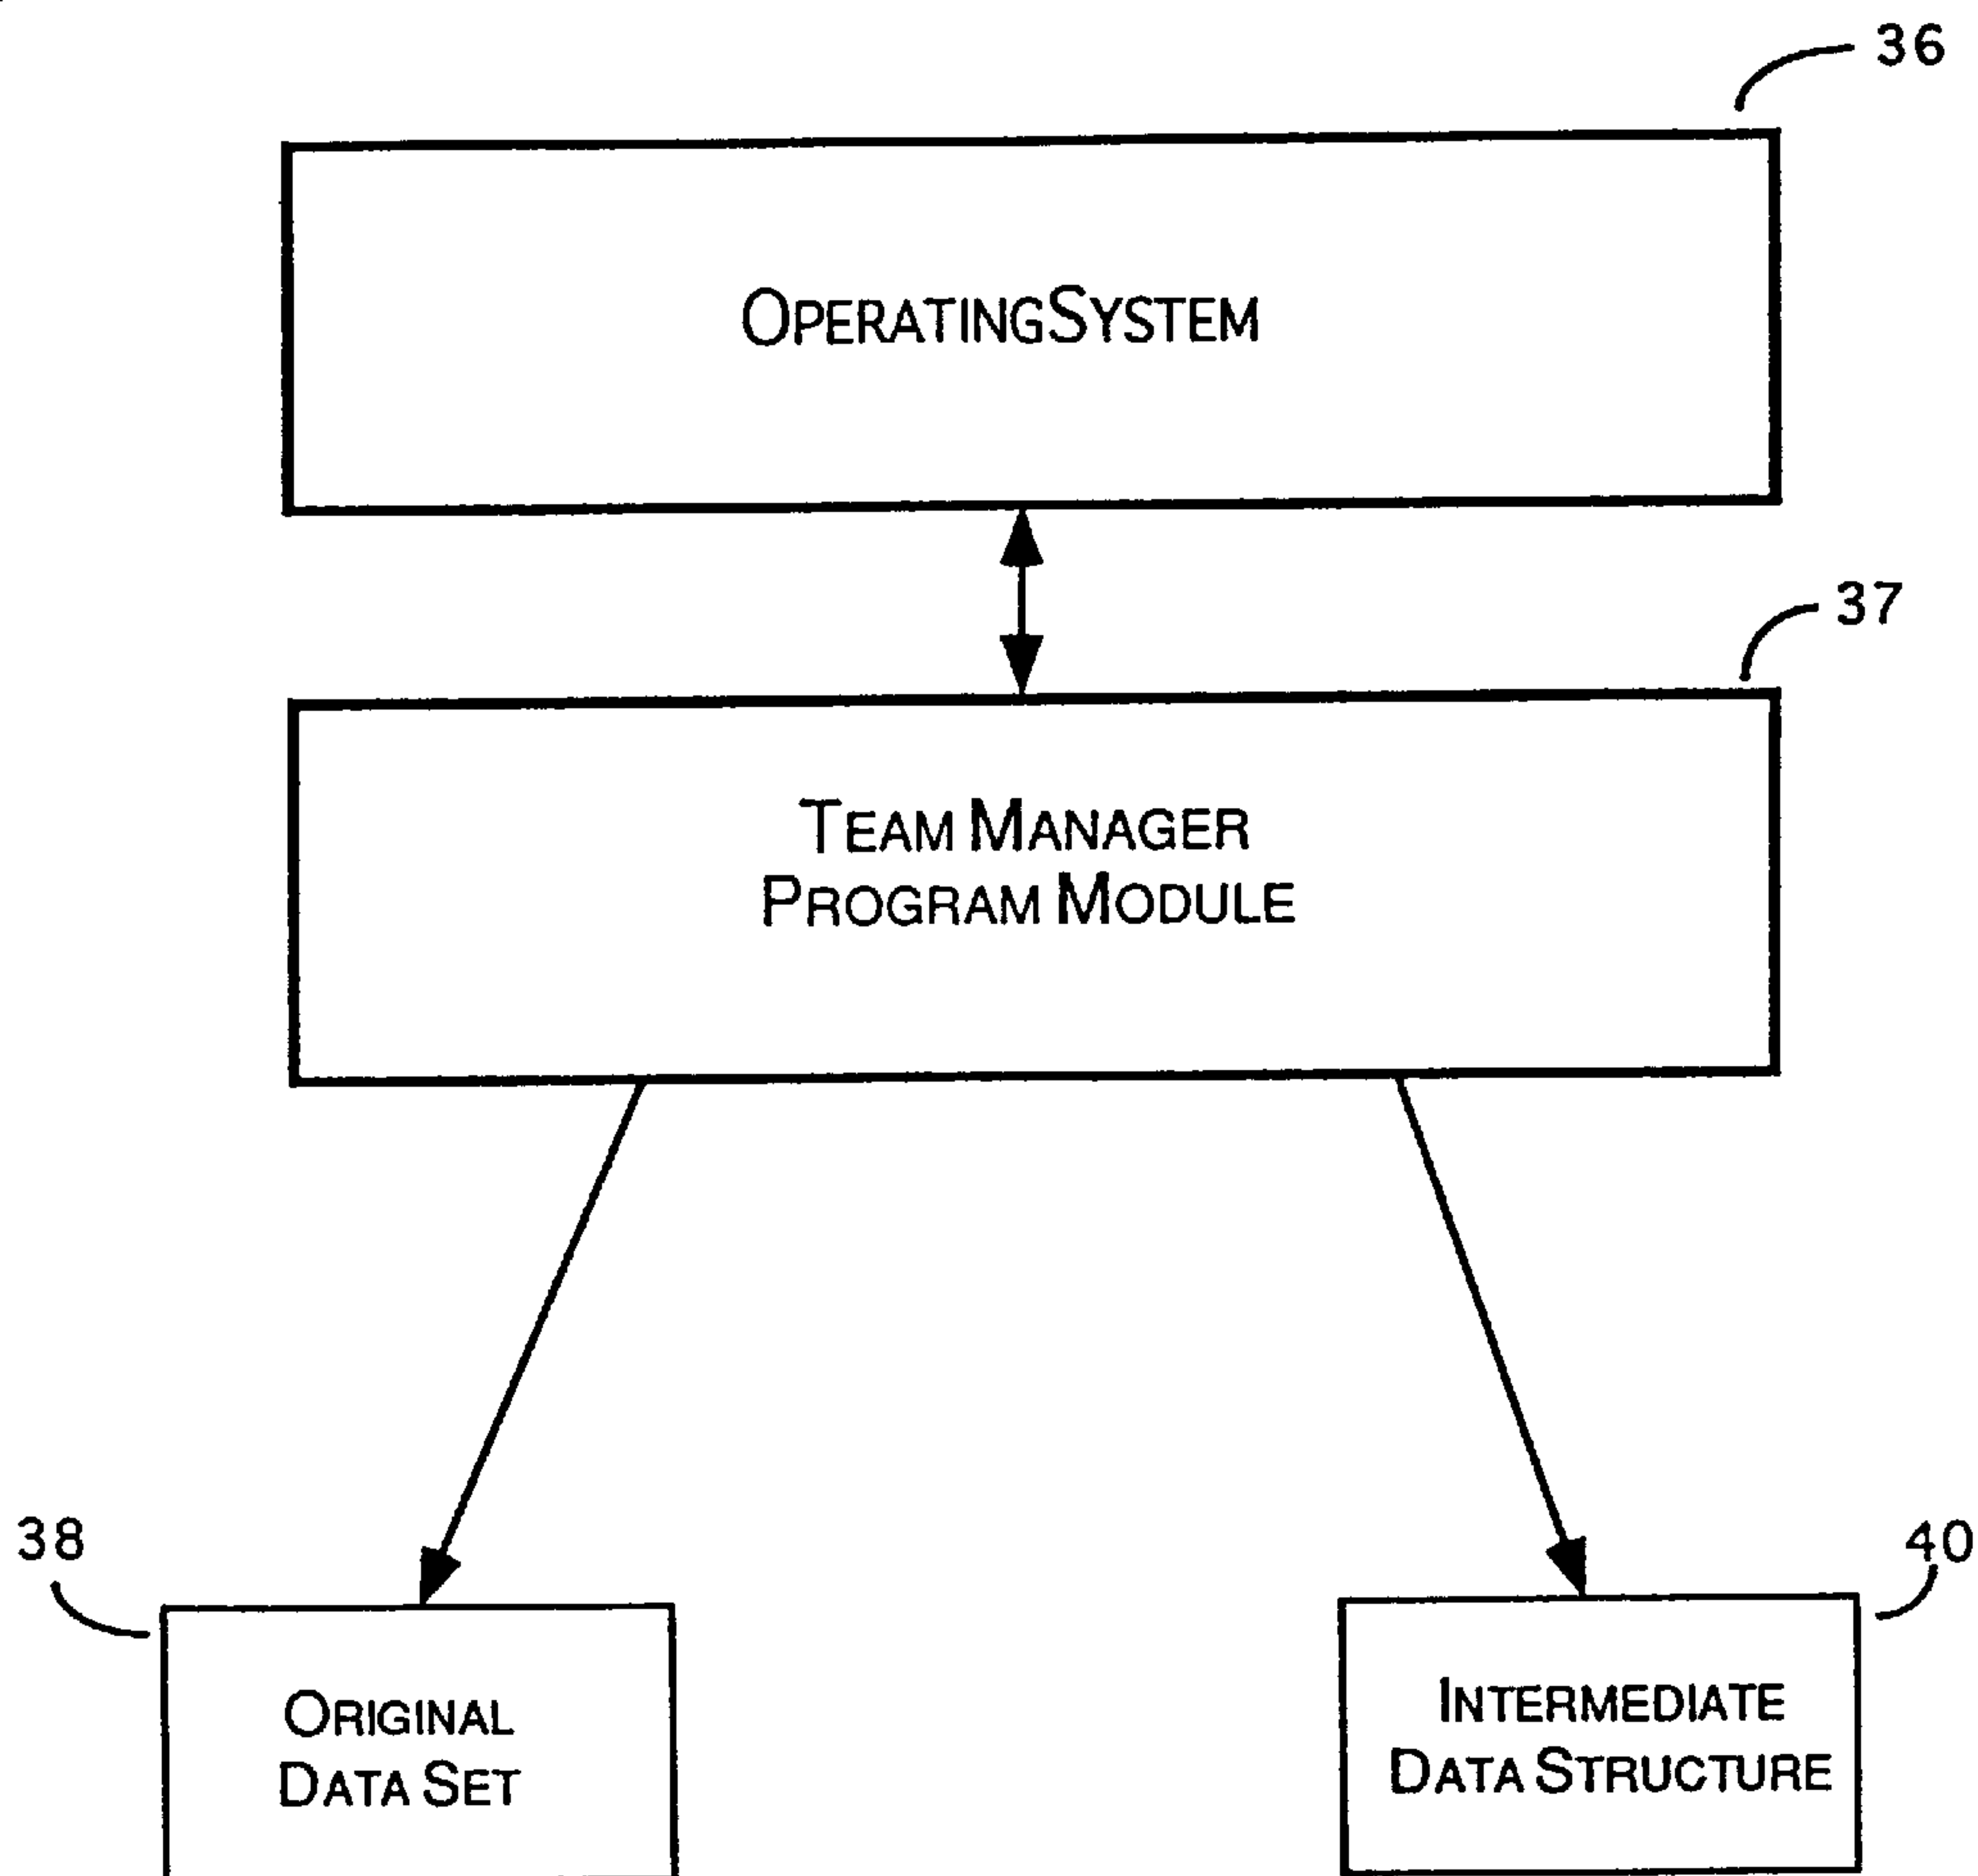 36
OPERATINGSYSTEM
37
TEAM MANAGER
PROGRAM MODULE
38
40
ORIGINAL
DATA SET
INTERMEDIATE
DATA STRUCTURE